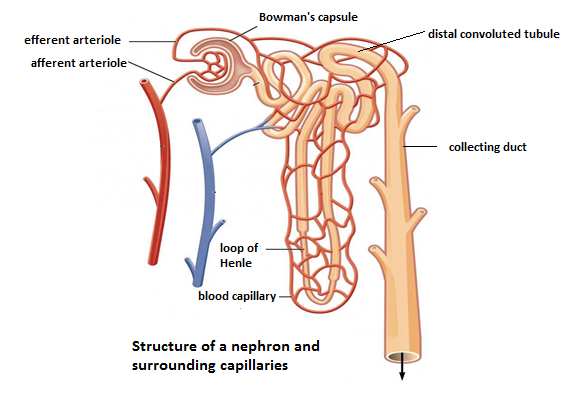 Bowman's capsule
efferent arteriole
distal convoluted tubule
afferent arteriole
collecting duct
loop of
Henle
blood capillary
Structure of a nephron and
surrounding capillaries